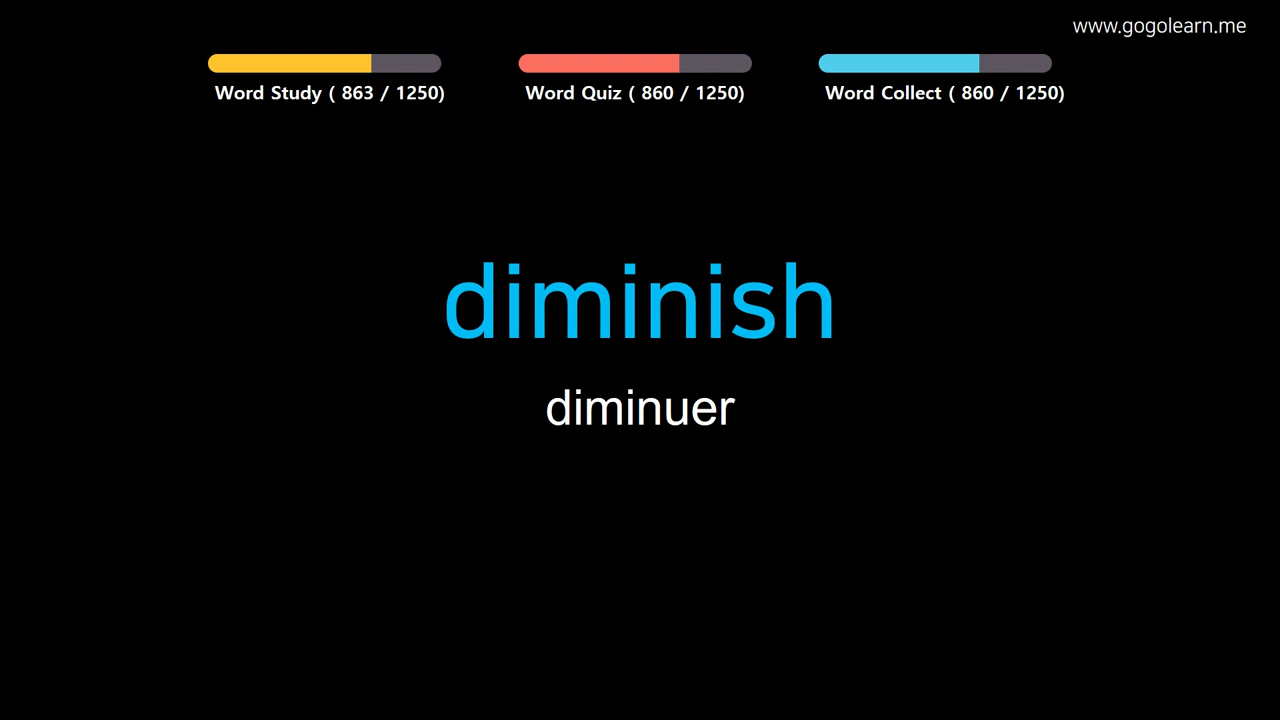 www.gogolearn.me
Word Study ( 863 / 1250)
Word Quiz ( 860 / 1250)
Word Collect ( 860 / 1250)
diminish
diminuer